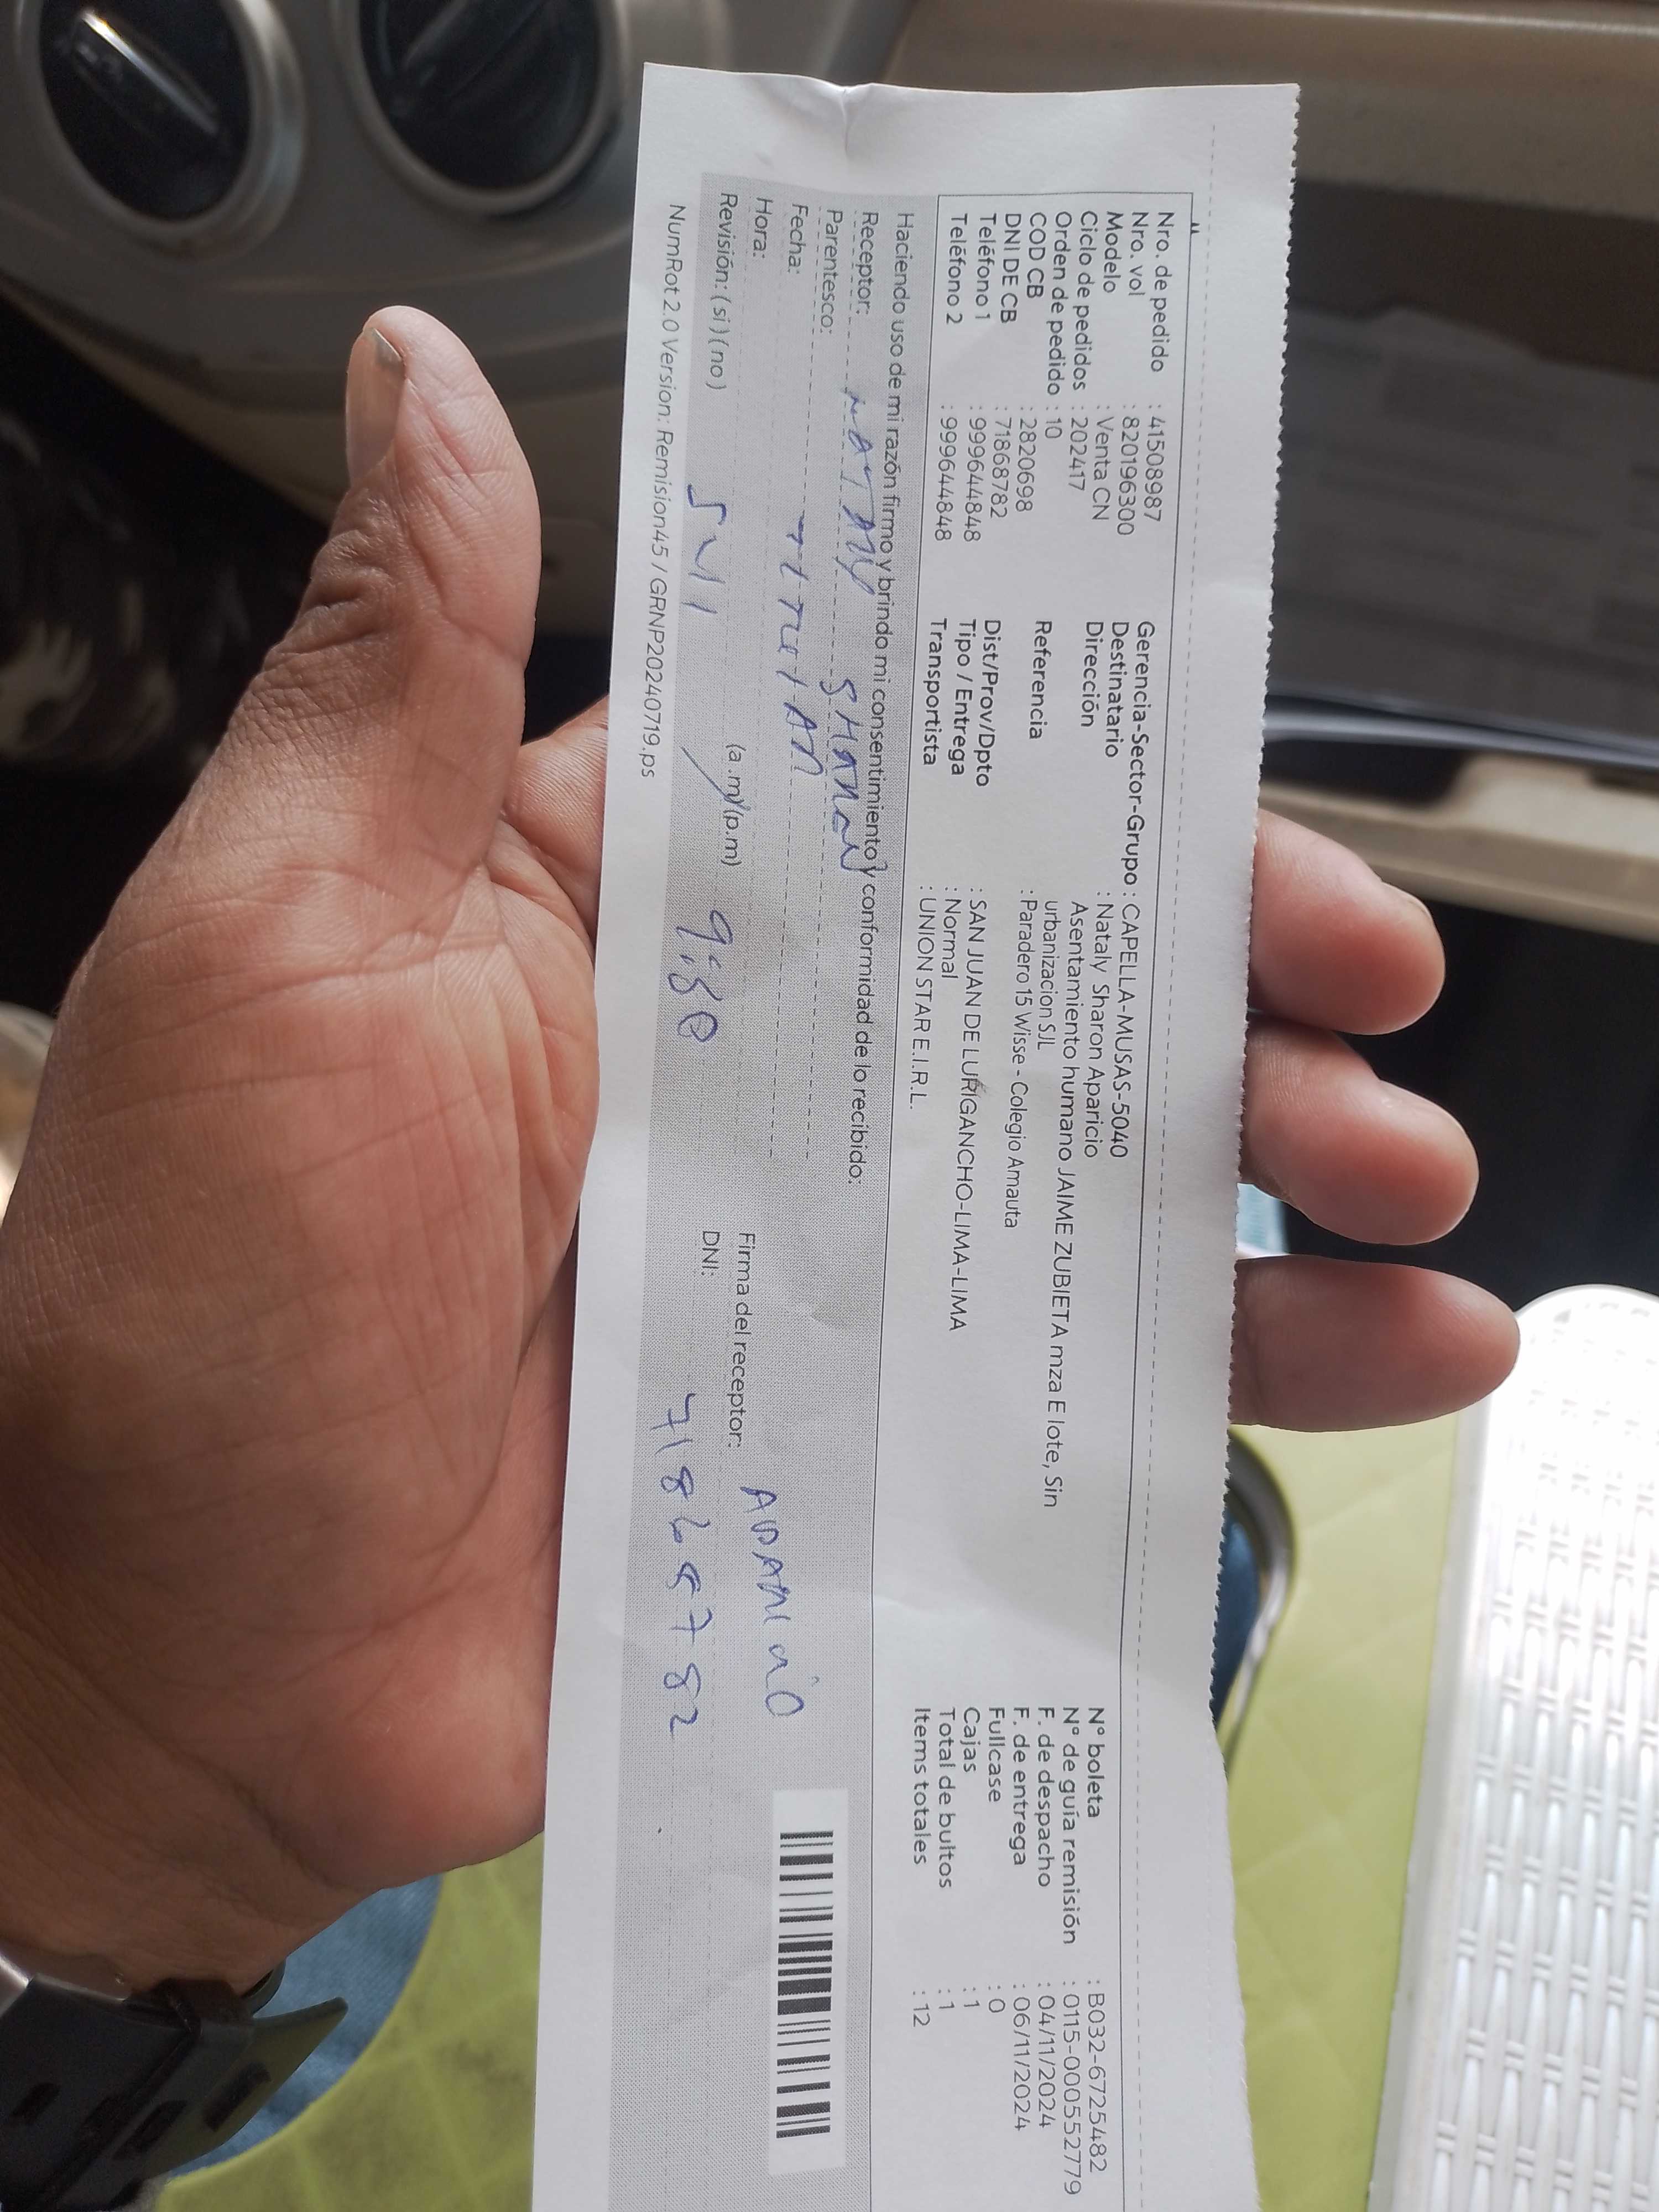 Nro. de pedido : 41508987
Nro. vol : 820196300
Modelo : Venta CN
Ciclo de pedidos : 202417
Orden de pedido : 10
COD CB : 2820698
DNI DE CB : 71868782
Teléfono 1 : 999644848
Teléfono 2 : 999644848
Gerencia-Sector-Grupo : CAPELLA-MUSAS-5040
Destinatario : Nataly Sharon Aparicio
Dirección Asentamiento humano JAIME ZUBIETA mza E lote, Sin
urbanizacion SJL
Referencia : Paradero 15 Wisse - Colegio Amauta
Dist/Prov/Dpto : SAN JUAN DE LURIGANCHO-LIMA-LIMA
Tipo / Entrega : Normal
Transportista : UNION STAR E.I.R.L.
N° boleta : B032-6725482
N° de guía remisión : 0115-000552779
F. de despacho : 04/11/2024
F. de entrega : 06/11/2024
Fullcase : 0
Cajas : 1
Total de bultos : 1
Items totales : 12
Haciendo uso de mi razón firmo y brindo mi consentimiento y conformidad de lo recibido:
Receptor:
Parentesco:
Fecha:
Hora: (a.m)/(p.m)
Revisión: (si) (no)
Firma del receptor:
DNI: 71868782
NumRot 2.0 Version: Remision45 / GRNP20240719.ps